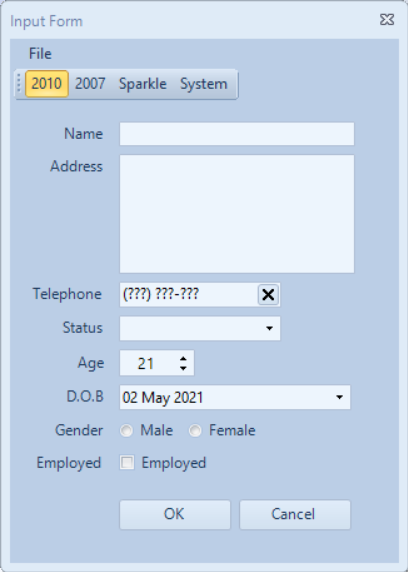 Input Form
File
2010 2007 Sparkle System
Name
Address
Telephone (???) ???-???
Status
Age 21
D.O.B 02 May 2021
Gender Male Female
Employed Employed
OK Cancel